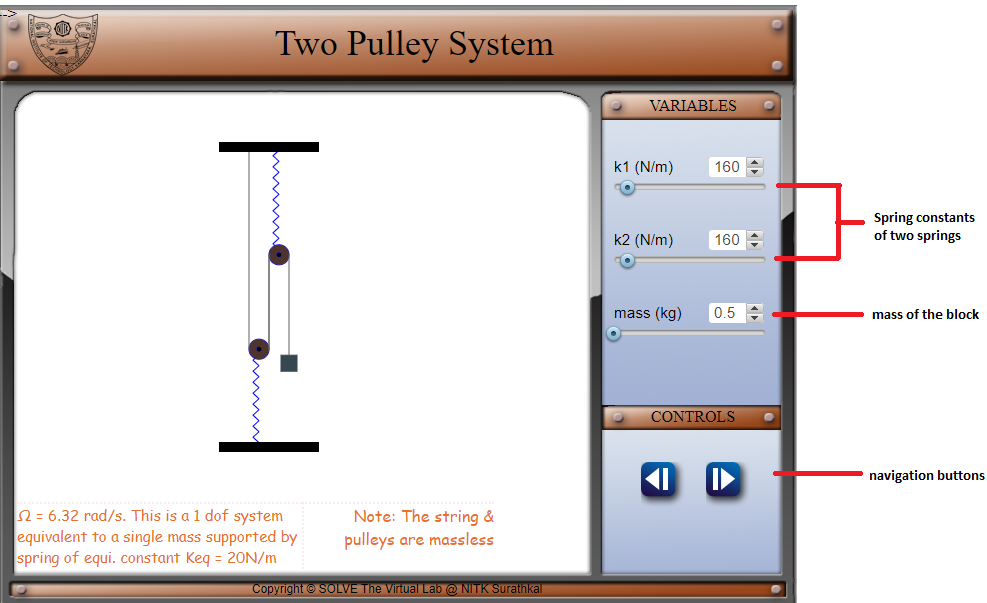 -->
NITK
Two Pulley System
VARIABLES
k1 (N/m) 160
k2 (N/m) 160
mass (kg) 0.5
Spring constants
of two springs
mass of the block
CONTROLS
navigation buttons
Ω = 6.32 rad/s. This is a 1 dof system
equivalent to a single mass supported by
spring of equi. constant Keq = 20N/m
Note: The string &
pulleys are massless
Copyright © SOLVE The Virtual Lab @ NITK Surathkal